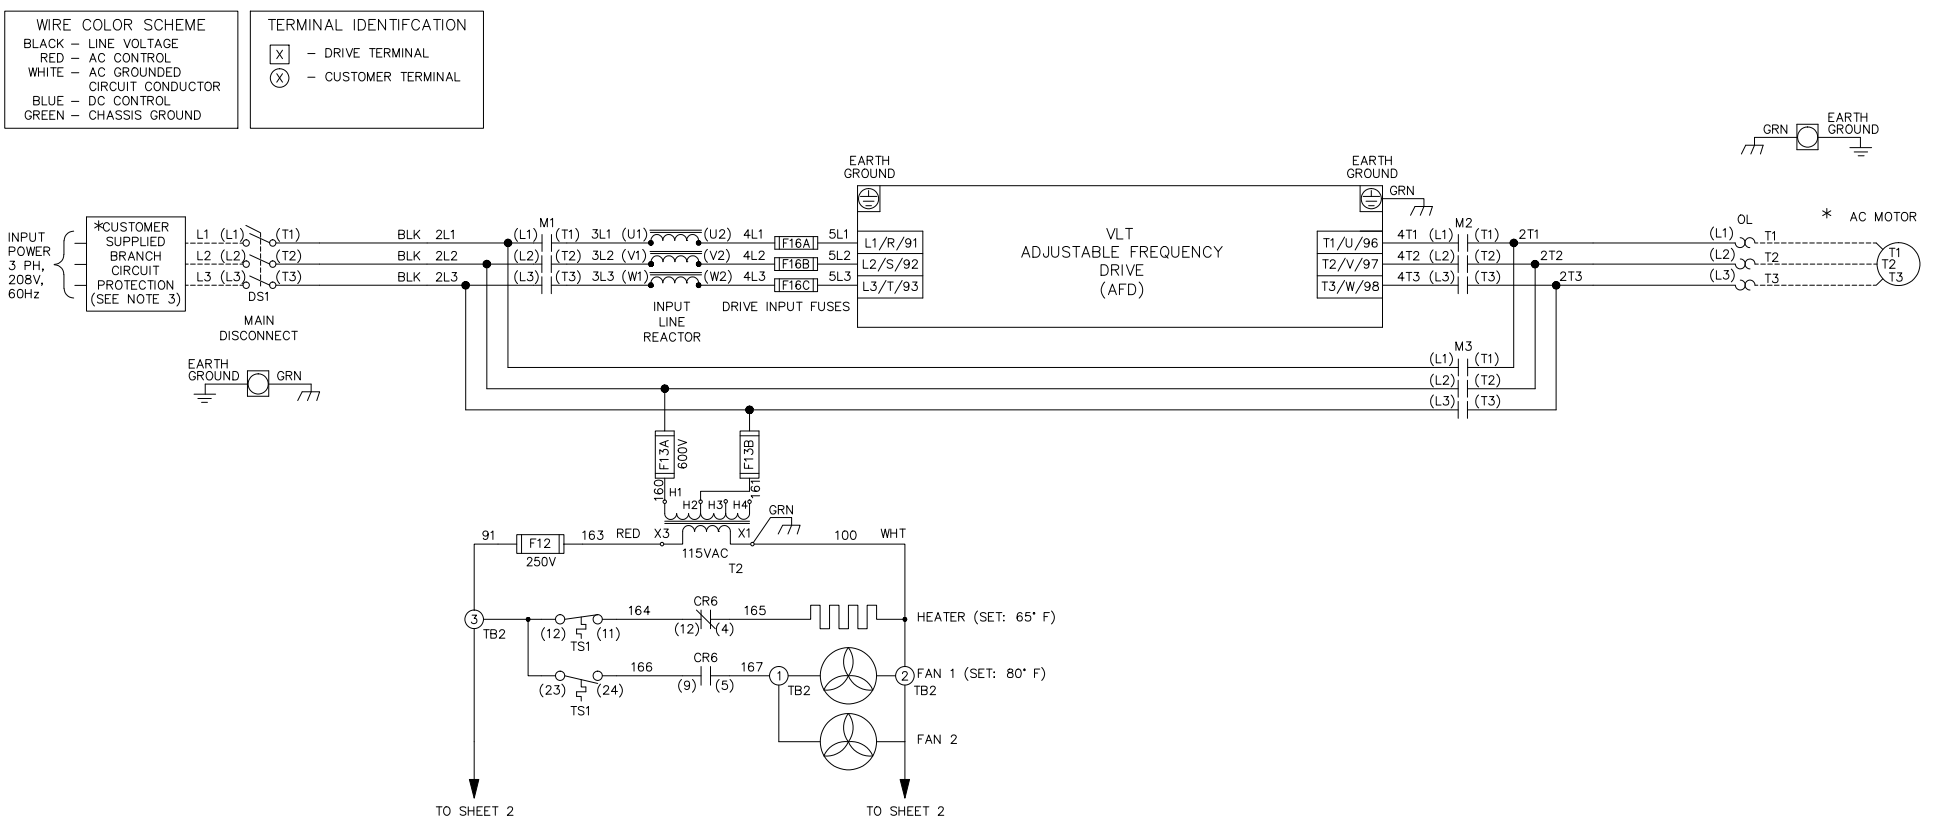 WIRE COLOR SCHEME
BLACK – LINE VOLTAGE
RED – AC CONTROL
WHITE – AC GROUNDED
CIRCUIT CONDUCTOR
BLUE – DC CONTROL
GREEN – CHASSIS GROUND
TERMINAL IDENTIFCATION
X – DRIVE TERMINAL
X – CUSTOMER TERMINAL
GRN
EARTH
GROUND
EARTH
GROUND
EARTH
GROUND
GRN
INPUT
POWER
3 PH,
208V,
60Hz
*CUSTOMER
SUPPLIED
BRANCH
CIRCUIT
PROTECTION
(SEE NOTE 3)
L1 (L1) (T1) BLK 2L1 (L1) M1 (T1) 3L1 (U1) (U2) 4L1 F16A 5L1 L1/R/91
L2 (L2) (T2) BLK 2L2 (L2) (T2) 3L2 (V1) (V2) 4L2 F16B 5L2 L2/S/92
L3 (L3) (T3) BLK 2L3 (L3) (T3) 3L3 (W1) (W2) 4L3 F16C 5L3 L3/T/93
DS1
MAIN
DISCONNECT
INPUT
LINE
REACTOR
DRIVE INPUT FUSES
VLT
ADJUSTABLE FREQUENCY
DRIVE
(AFD)
T1/U/96 4T1 (L1) M2 (T1) 2T1 (L1) OL T1
T2/V/97 4T2 (L2) (T2) 2T2 (L2) T2
T3/W/98 4T3 (L3) (T3) 2T3 (L3) T3
* AC MOTOR
T1
T2
T3
EARTH
GROUND
GRN
M3
(L1) (T1)
(L2) (T2)
(L3) (T3)
F13A
600V
F13B
160
161
H1
H2 H3 H4
GRN
91 F12 163 RED X3 X1 100 WHT
250V
115VAC
T2
3
TB2
(12) (11)
TS1
164
CR6
(12) (4)
165
HEATER (SET: 65° F)
(23) (24)
TS1
166
CR6
(9) (5)
167
1
TB2
2
TB2
FAN 1 (SET: 80° F)
FAN 2
TO SHEET 2
TO SHEET 2